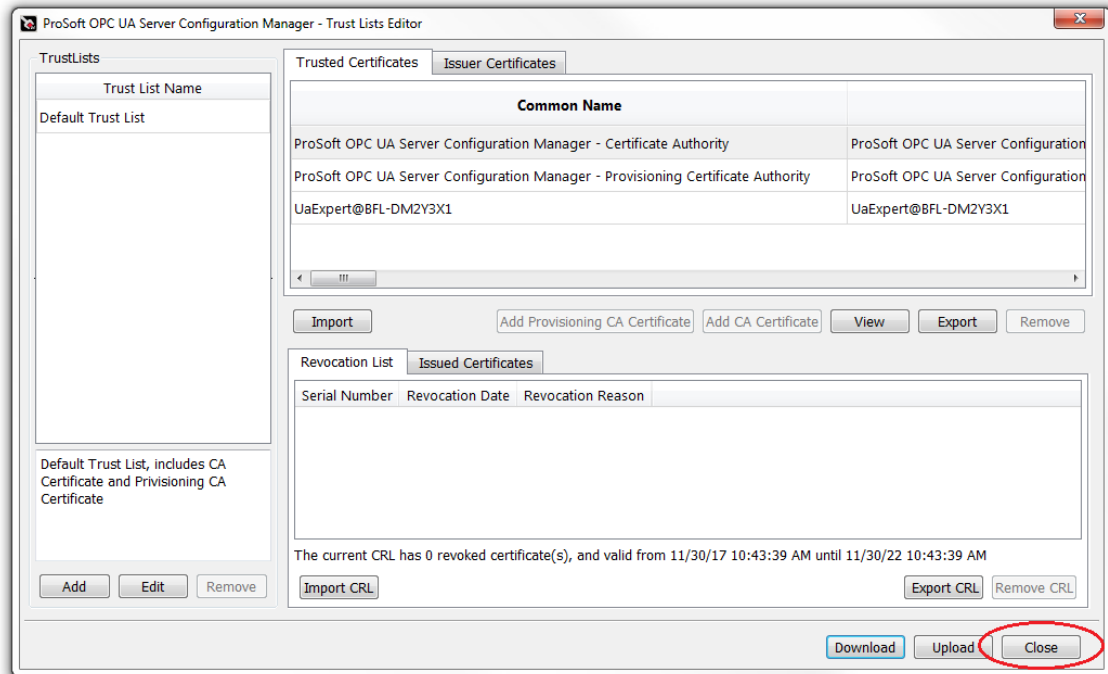 ProSoft OPC UA Server Configuration Manager - Trust Lists Editor
TrustLists
Trust List Name
Default Trust List
Default Trust List, includes CA
Certificate and Privisioning CA
Certificate
Add Edit Remove
Trusted Certificates Issuer Certificates
Common Name
ProSoft OPC UA Server Configuration Manager - Certificate Authority ProSoft OPC UA Server Configuration
ProSoft OPC UA Server Configuration Manager - Provisioning Certificate Authority ProSoft OPC UA Server Configuration
UaExpert@BFL-DM2Y3X1 UaExpert@BFL-DM2Y3X1
Import Add Provisioning CA Certificate Add CA Certificate View Export Remove
Revocation List Issued Certificates
Serial Number Revocation Date Revocation Reason
The current CRL has 0 revoked certificate(s), and valid from 11/30/17 10:43:39 AM until 11/30/22 10:43:39 AM
Import CRL Export CRL Remove CRL
Download Upload Close